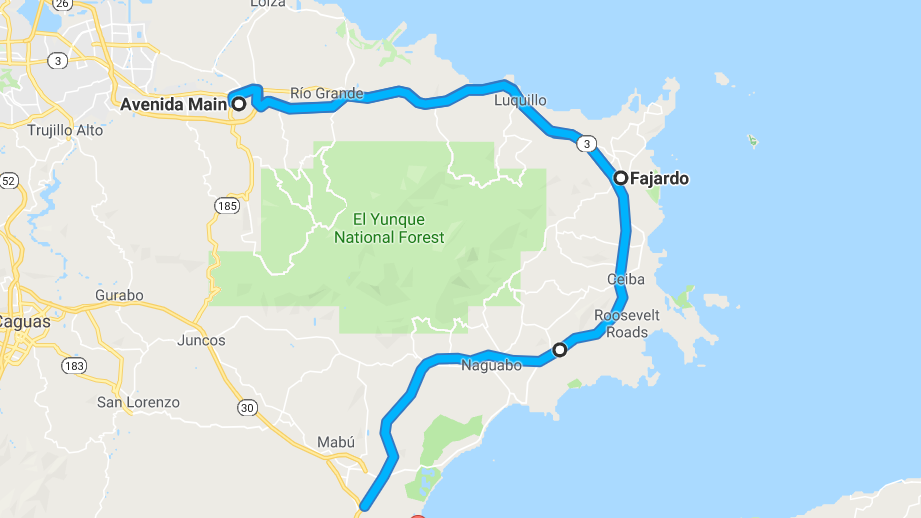 Loíza
26
3
Avenida Main
Río Grande
Luquillo
Trujillo Alto
3
52
Fajardo
185
El Yunque
National Forest
Ceiba
Gurabo
Roosevelt
Roads
Caguas
Juncos
Naguabo
183
San Lorenzo
30
Mabú